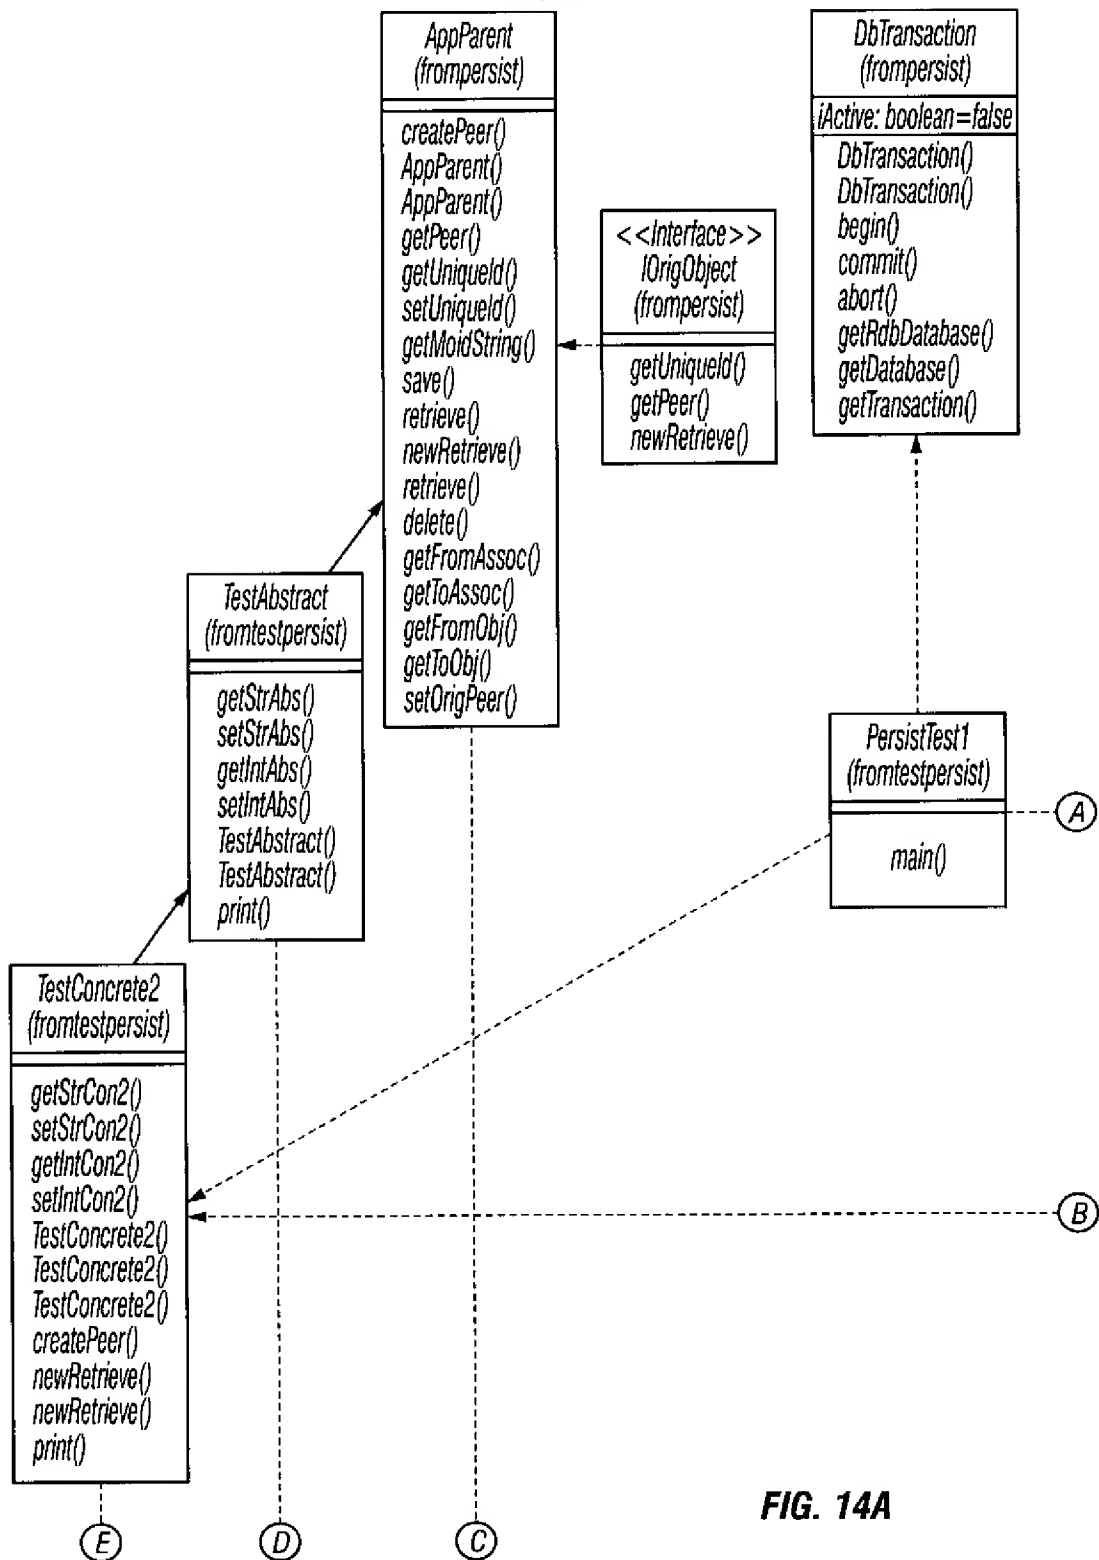 AppParent
(frompersist)
createPeer()
AppParent()
AppParent()
getPeer()
getUniqueId()
setUniqueId()
getMoidString()
save()
retrieve()
newRetrieve()
retrieve()
delete()
getFromAssoc()
getToAssoc()
getFromObj()
getToObj()
setOrigPeer()
<<Interface>>
IOrigObject
(frompersist)
getUniqueId()
getPeer()
newRetrieve()
DbTransaction
(frompersist)
iActive: boolean=false
DbTransaction()
DbTransaction()
begin()
commit()
abort()
getRdbDatabase()
getDatabase()
getTransaction()
TestAbstract
(fromtestpersist)
getStrAbs()
setStrAbs()
getIntAbs()
setIntAbs()
TestAbstract()
TestAbstract()
print()
PersistTest1
(fromtestpersist)
main()
A
TestConcrete2
(fromtestpersist)
getStrCon2()
setStrCon2()
getIntCon2()
setIntCon2()
TestConcrete2()
TestConcrete2()
TestConcrete2()
createPeer()
newRetrieve()
newRetrieve()
print()
B
E
D
C
FIG. 14A